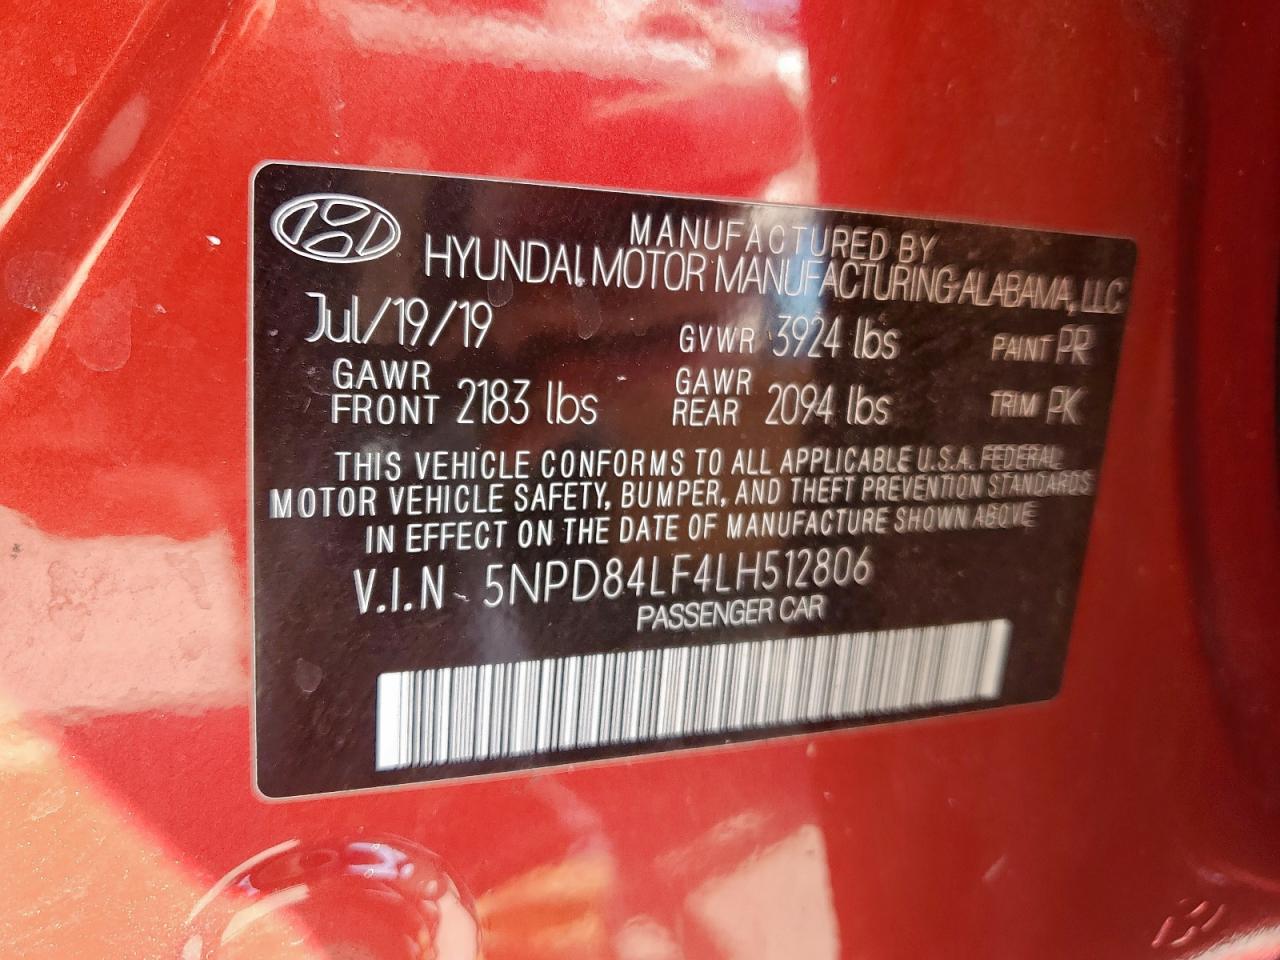 MANUFACTURED BY
HYUNDAI MOTOR MANUFACTURING ALABAMA, LLC
Jul/19/19 GVWR 3924 lbs PAINT PR
GAWR FRONT 2183 lbs GAWR REAR 2094 lbs TRIM PK
THIS VEHICLE CONFORMS TO ALL APPLICABLE U.S.A. FEDERAL
MOTOR VEHICLE SAFETY, BUMPER, AND THEFT PREVENTION STANDARDS
IN EFFECT ON THE DATE OF MANUFACTURE SHOWN ABOVE
V.I.N 5NPD84LF4LH512806
PASSENGER CAR